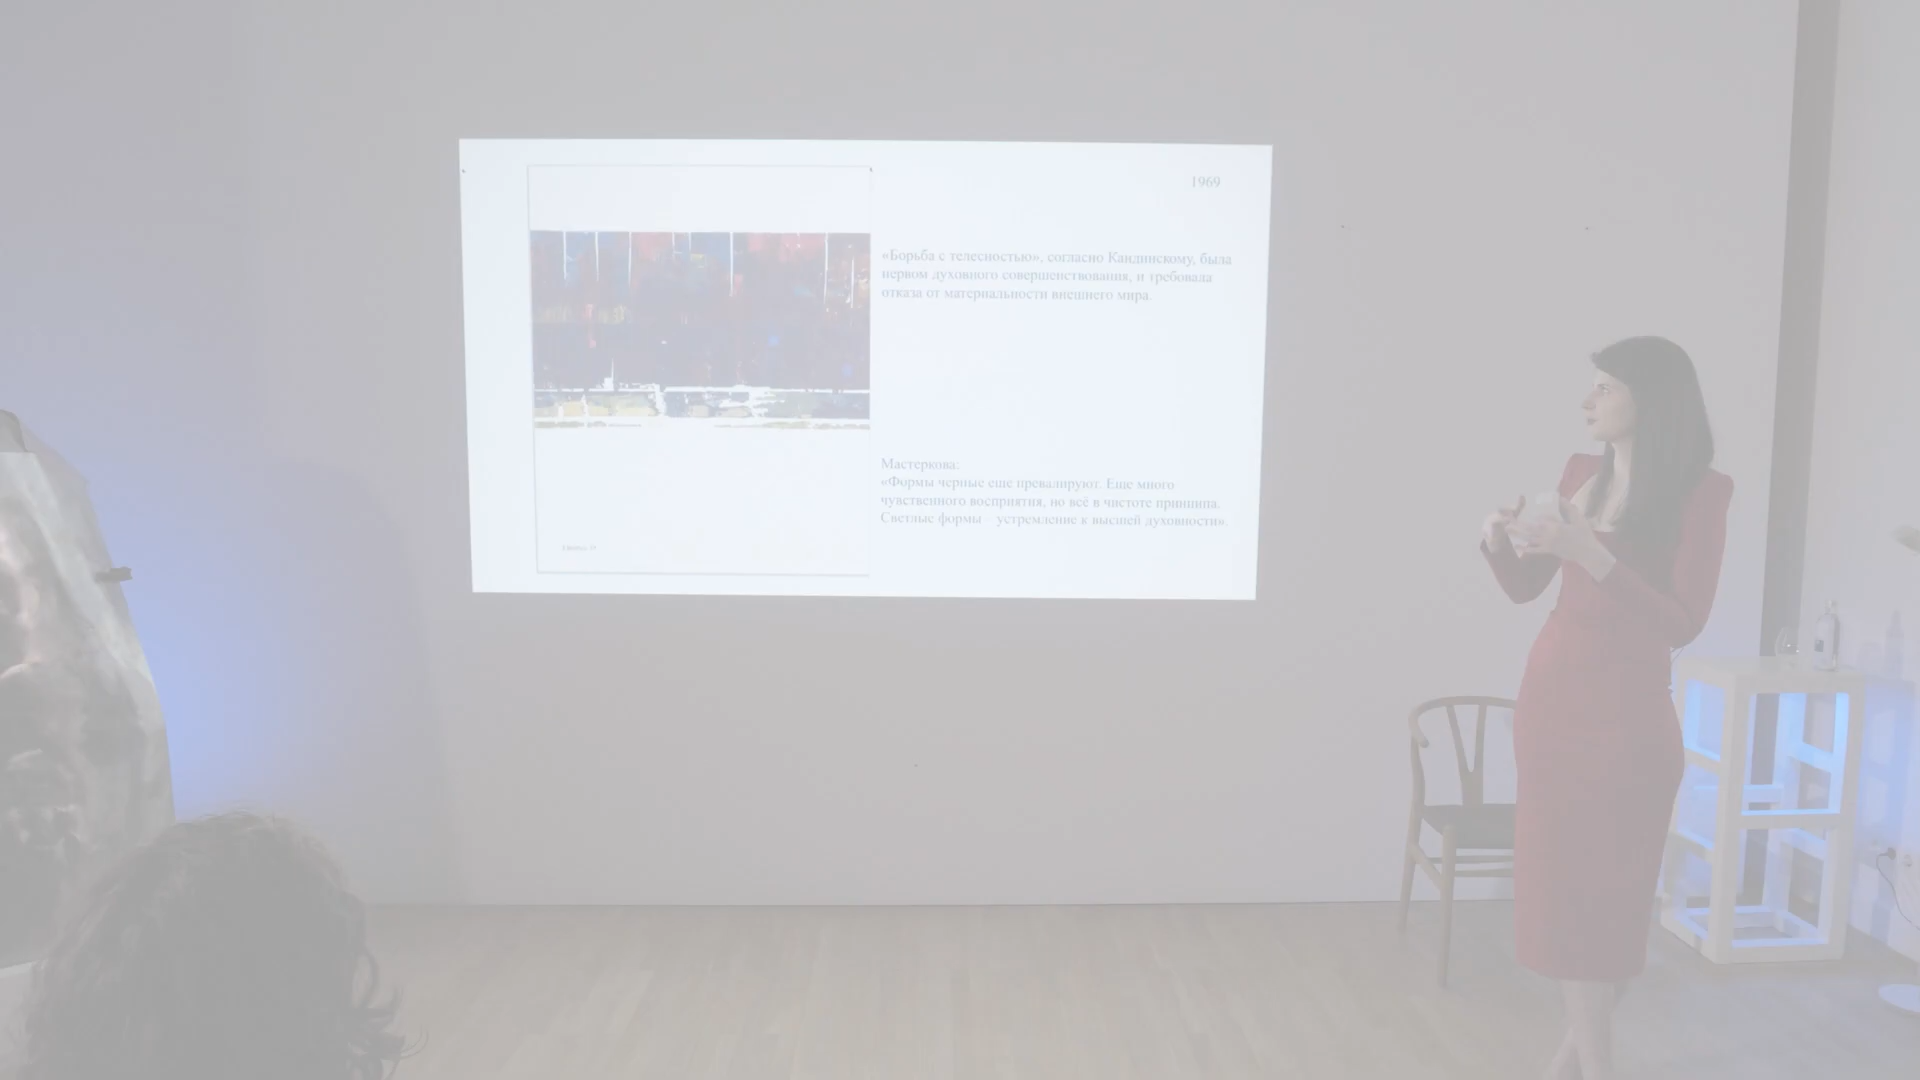 1969
«Борьба с телесностью», согласно Кандинскому, была
нервом духовного совершенствования, и требовала
отказа от материальности внешнего мира.
Мастеркова:
«Формы черные еще превалируют. Еще много
чувственного восприятия, но всё в чистоте принципа.
Светлые формы – устремление к высшей духовности».